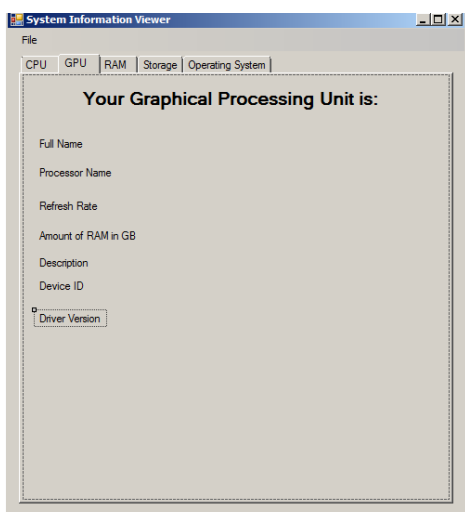 System Information Viewer
File
CPU GPU RAM Storage Operating System
Your Graphical Processing Unit is:
Full Name
Processor Name
Refresh Rate
Amount of RAM in GB
Description
Device ID
Driver Version